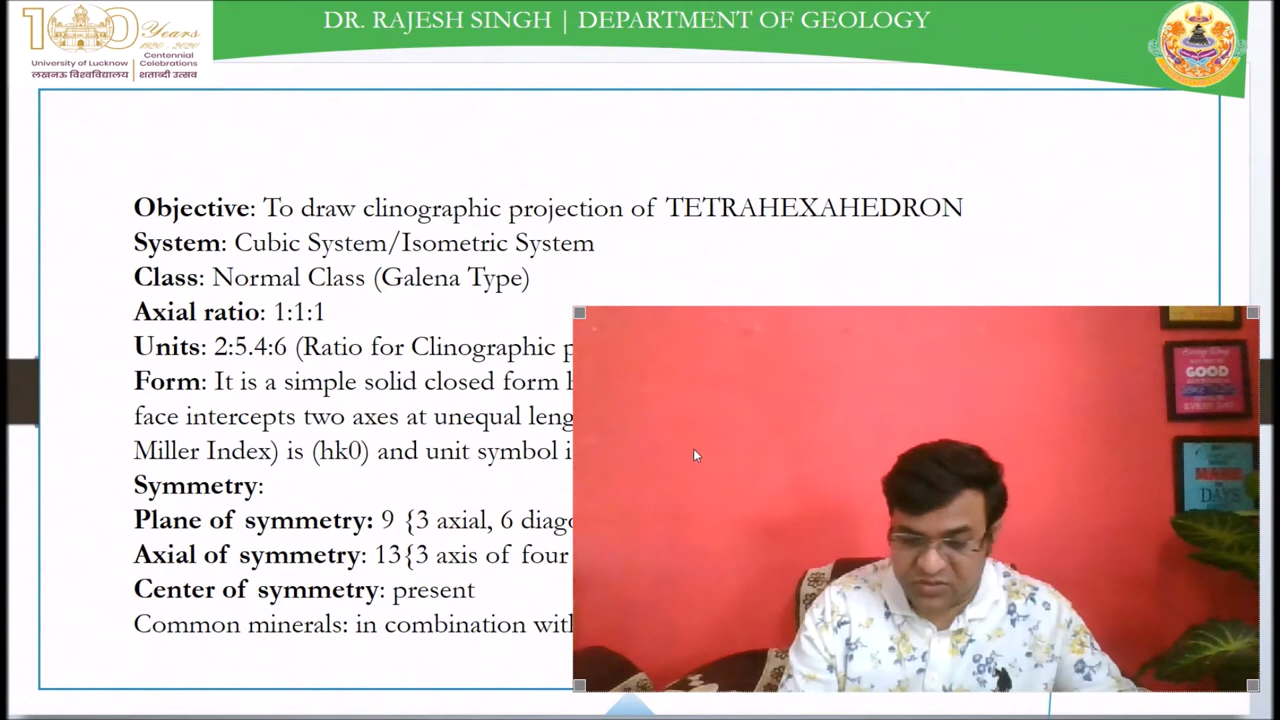 DR. RAJESH SINGH | DEPARTMENT OF GEOLOGY
100 Years
1920 - 2020
University of Lucknow
Centennial Celebrations
लखनऊ विश्वविद्यालय
शताब्दी उत्सव
Objective: To draw clinographic projection of TETRAHEXAHEDRON
System: Cubic System/Isometric System
Class: Normal Class (Galena Type)
Axial ratio: 1:1:1
Units: 2:5.4:6 (Ratio for Clinographic
Form: It is a simple solid closed form
face intercepts two axes at unequal
Miller Index) is (hk0) and unit symbol
Symmetry:
Plane of symmetry: 9 {3 axial, 6
Axial of symmetry: 13{3 axis of four
Center of symmetry: present
Common minerals: in combination
GOOD
DAYS